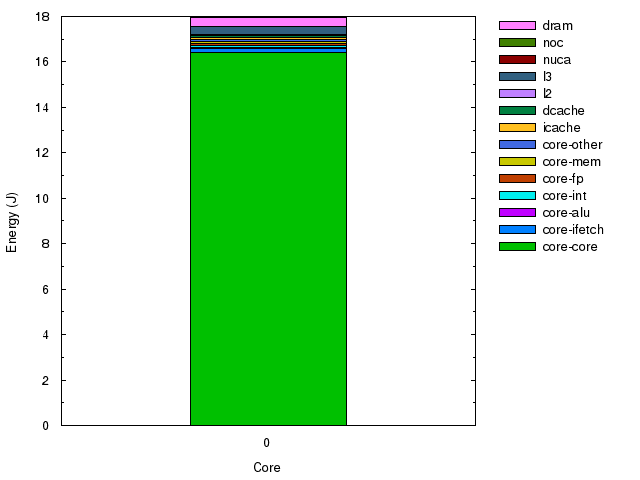 18
16
14
12
10
8
6
4
2
0
Energy (J)
0
Core
dram
noc
nuca
l3
l2
dcache
icache
core-other
core-mem
core-fp
core-int
core-alu
core-ifetch
core-core